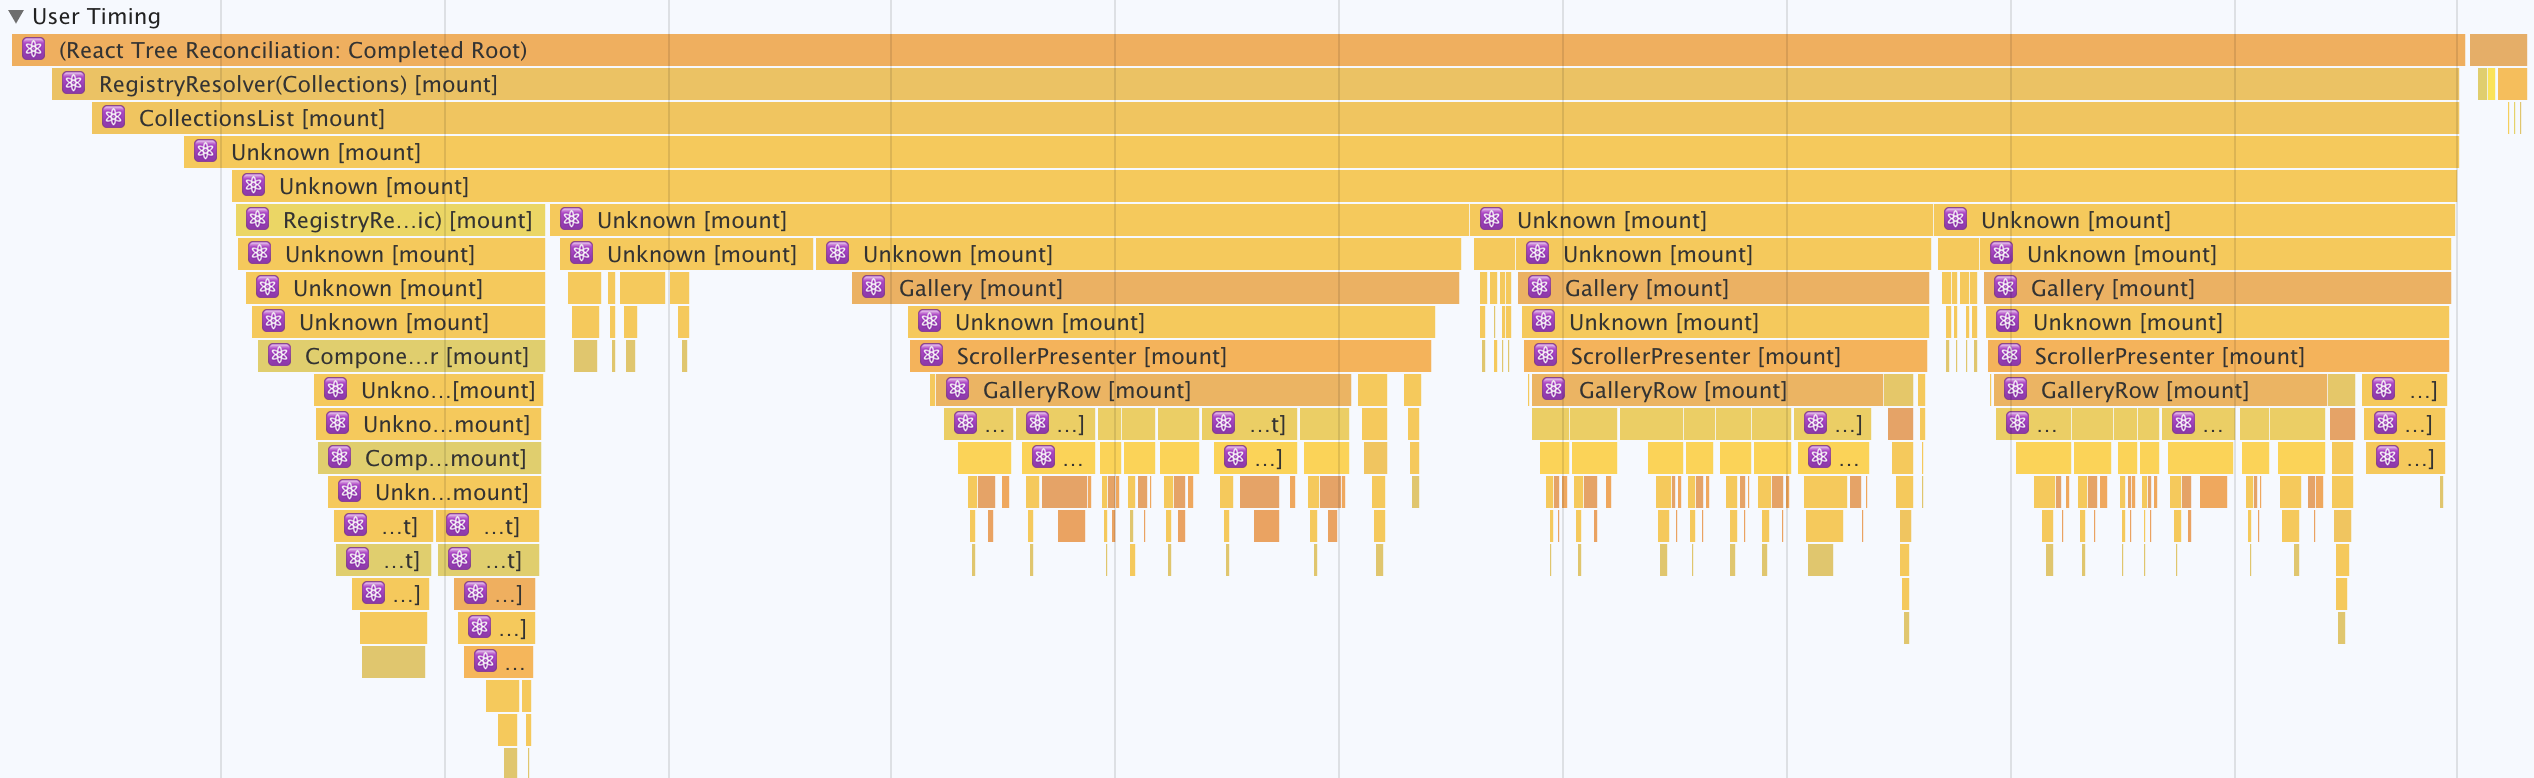 User Timing
(React Tree Reconciliation: Completed Root)
RegistryResolver(Collections) [mount]
CollectionsList [mount]
Unknown [mount]
Unknown [mount]
RegistryRe…ic) [mount] Unknown [mount] Unknown [mount] Unknown [mount]
Unknown [mount] Unknown [mount] Unknown [mount] Unknown [mount] Unknown [mount]
Unknown [mount] Gallery [mount] Gallery [mount] Gallery [mount]
Unknown [mount] Unknown [mount] Unknown [mount] Unknown [mount]
Compone…r [mount] ScrollerPresenter [mount] ScrollerPresenter [mount] ScrollerPresenter [mount]
Unkno…[mount] GalleryRow [mount] GalleryRow [mount] GalleryRow [mount] …]
Unkno…mount] … …] …t] …] … … …]
Comp…mount] … …] … …]
Unkn…mount]
…t] …t]
…t] …t]
…] …]
…]
…